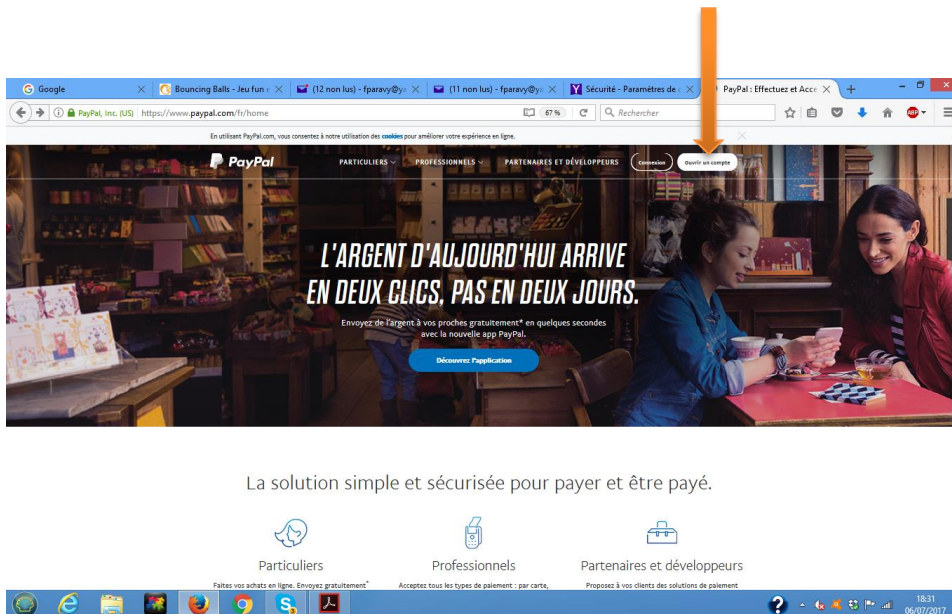 Google
Bouncing Balls - Jeu fun
(12 non lus) - fparavy@y
(11 non lus) - fparavy@y
Sécurité - Paramètres de
PayPal : Effectuez et Acce
PayPal, Inc. (US)
https://www.paypal.com/fr/home
67 %
Rechercher
ABP
En utilisant PayPal.com, vous consentez à notre utilisation des cookies pour améliorer votre expérience en ligne.
PayPal
PARTICULIERS
PROFESSIONNELS
PARTENAIRES ET DÉVELOPPEURS
Connexion
Ouvrir un compte
L'ARGENT D'AUJOURD'HUI ARRIVE
EN DEUX CLICS, PAS EN DEUX JOURS.
Envoyez de l'argent à vos proches gratuitement* en quelques secondes
avec la nouvelle app PayPal.
Découvrez l'application
La solution simple et sécurisée pour payer et être payé.
Particuliers
Professionnels
Partenaires et développeurs
Faites vos achats en ligne. Envoyez gratuitement*
Acceptez tous les types de paiement : par carte,
Proposez à vos clients des solutions de paiement
18:31
06/07/2017